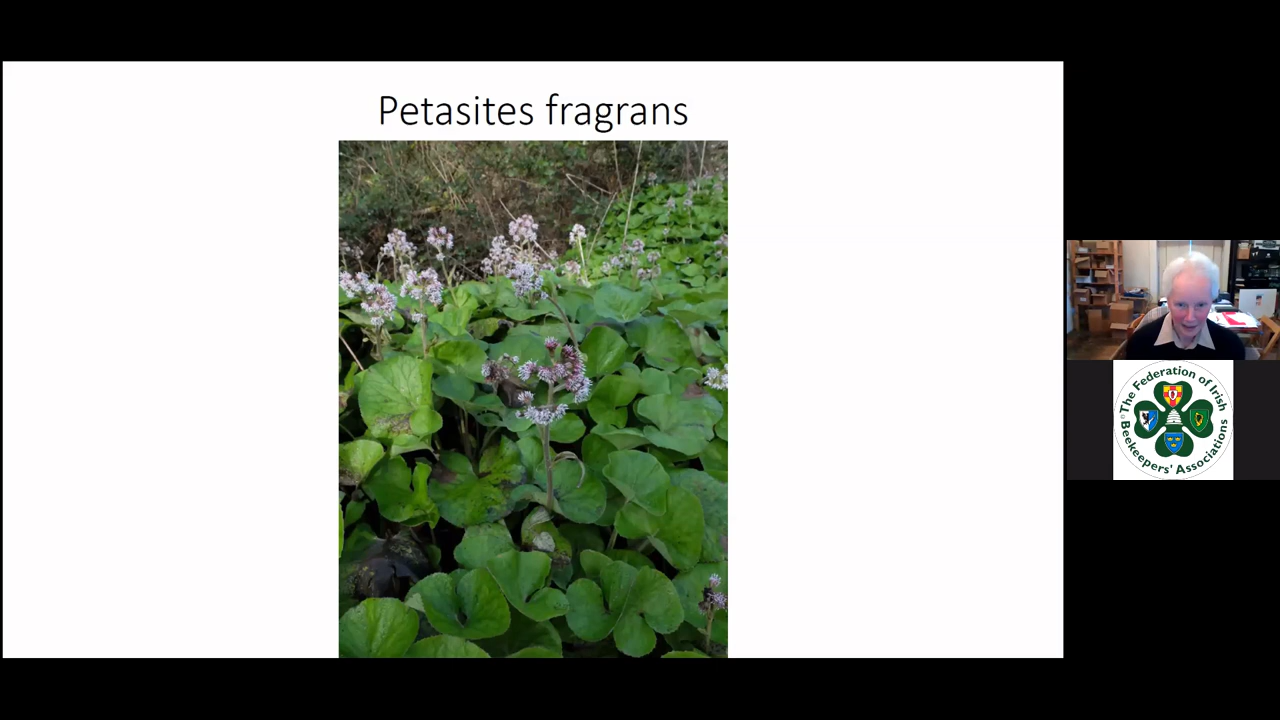 Petasites fragrans
The Federation of Irish
Beekeepers' Associations